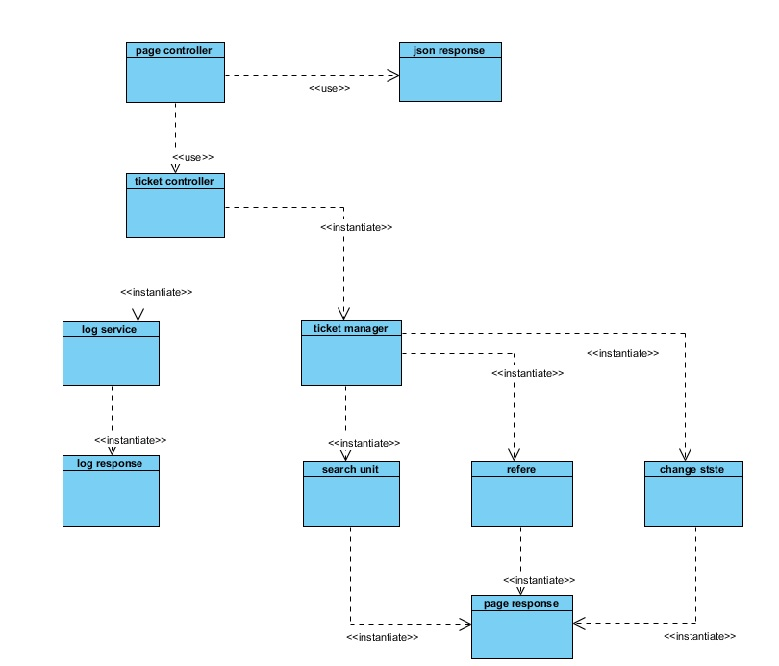 page controller
json response
<<use>>
<<use>>
ticket controller
<<instantiate>>
<<instantiate>>
log service
ticket manager
<<instantiate>>
<<instantiate>>
<<instantiate>>
<<instantiate>>
log response
search unit
refere
change stste
<<instantiate>>
page response
<<instantiate>>
<<instantiate>>